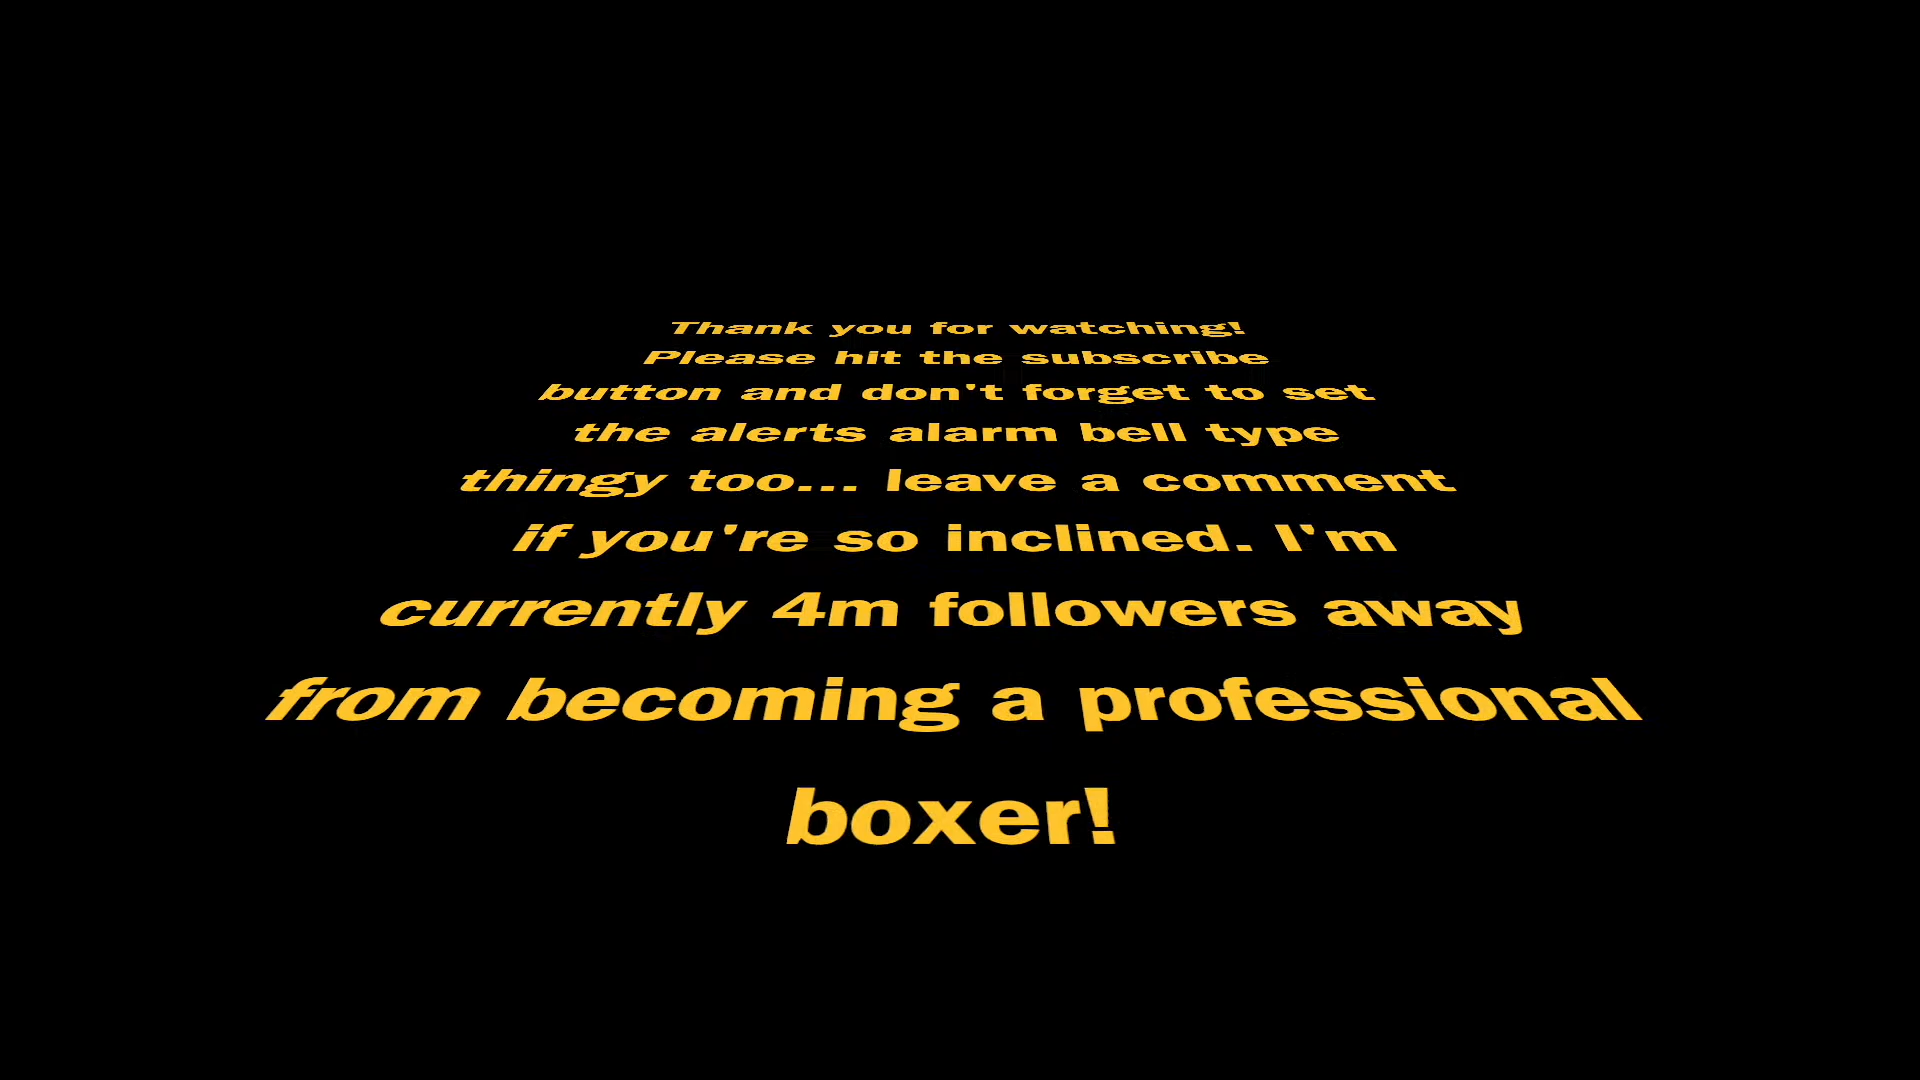 Thank you for watching!
Please hit the subscribe
button and don't forget to set
the alerts alarm bell type
thingy too... leave a comment
if you're so inclined. I'm
currently 4m followers away
from becoming a professional
boxer!